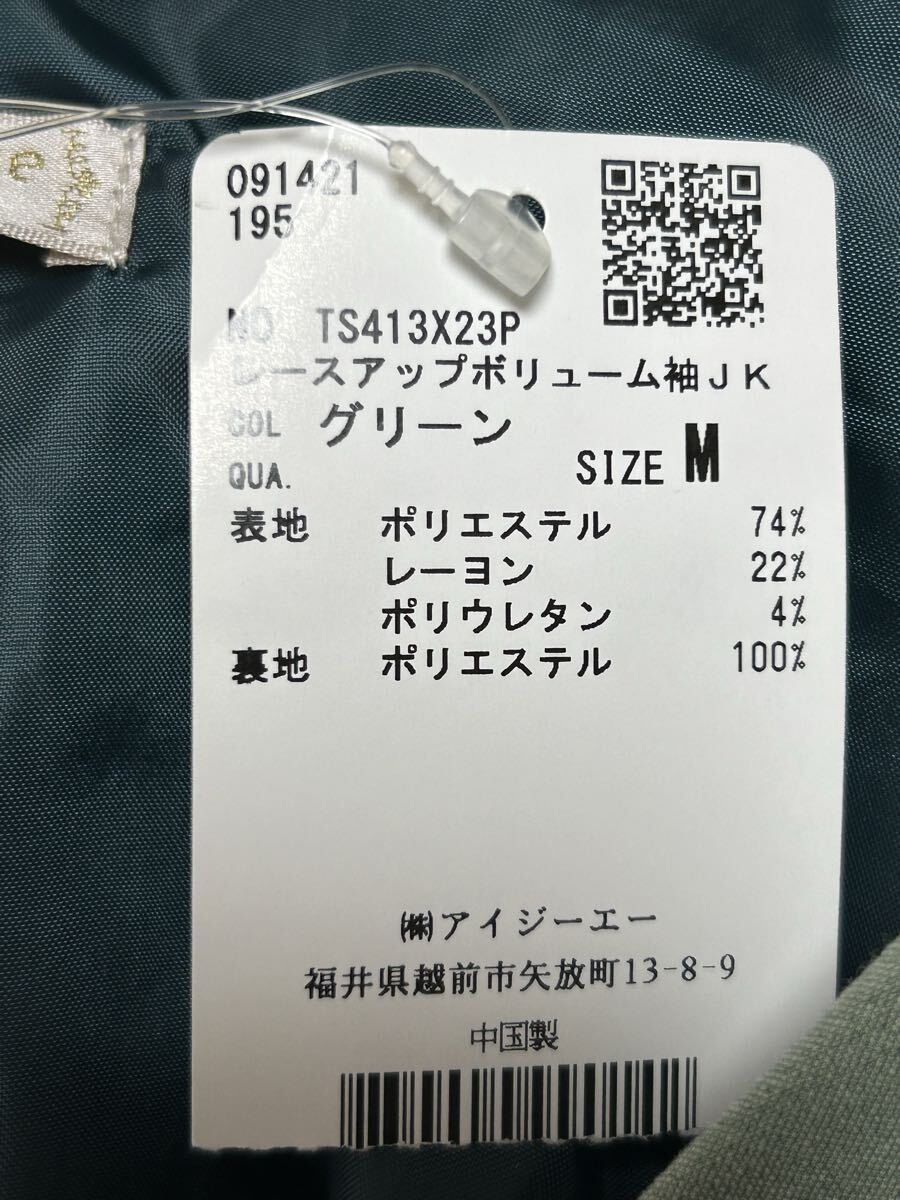 e
091421
195
NO TS413X23P
レースアップボリューム袖JK
COL グリーン
QUA.
SIZE M
表地 ポリエステル 74%
レーヨン 22%
ポリウレタン 4%
裏地 ポリエステル 100%
㈱アイジーエー
福井県越前市矢放町13-8-9
中国製